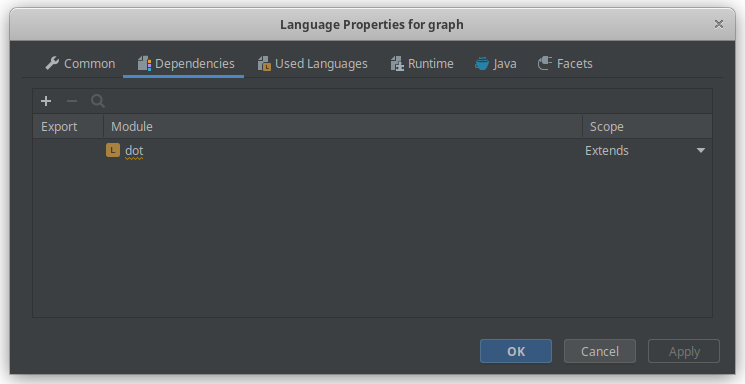 Language Properties for graph
Common Dependencies Used Languages Runtime Java Facets
Export Module Scope
L dot Extends
OK Cancel Apply